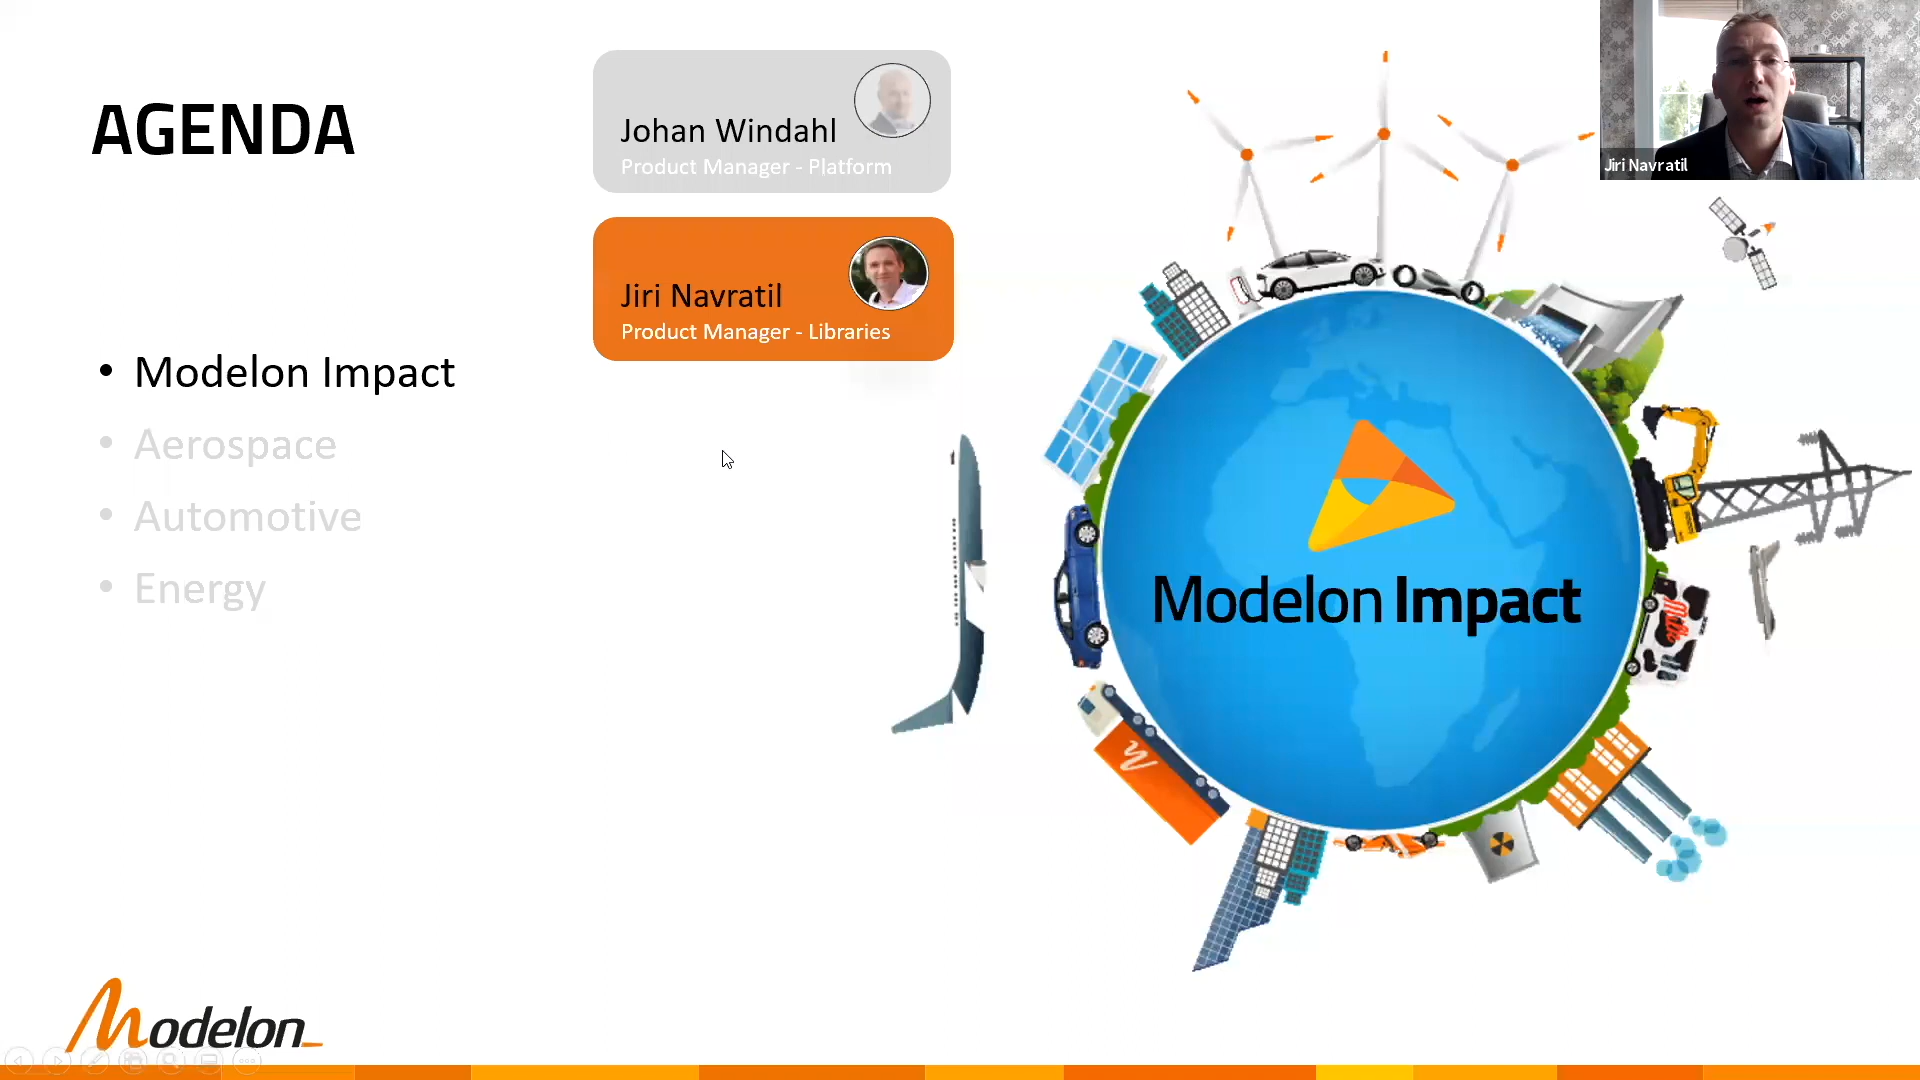 AGENDA
Johan Windahl
Product Manager - Platform
Jiri Navratil
Product Manager - Libraries
Jiri Navratil
• Modelon Impact
• Aerospace
• Automotive
• Energy
Modelon Impact
Milk
Modelon